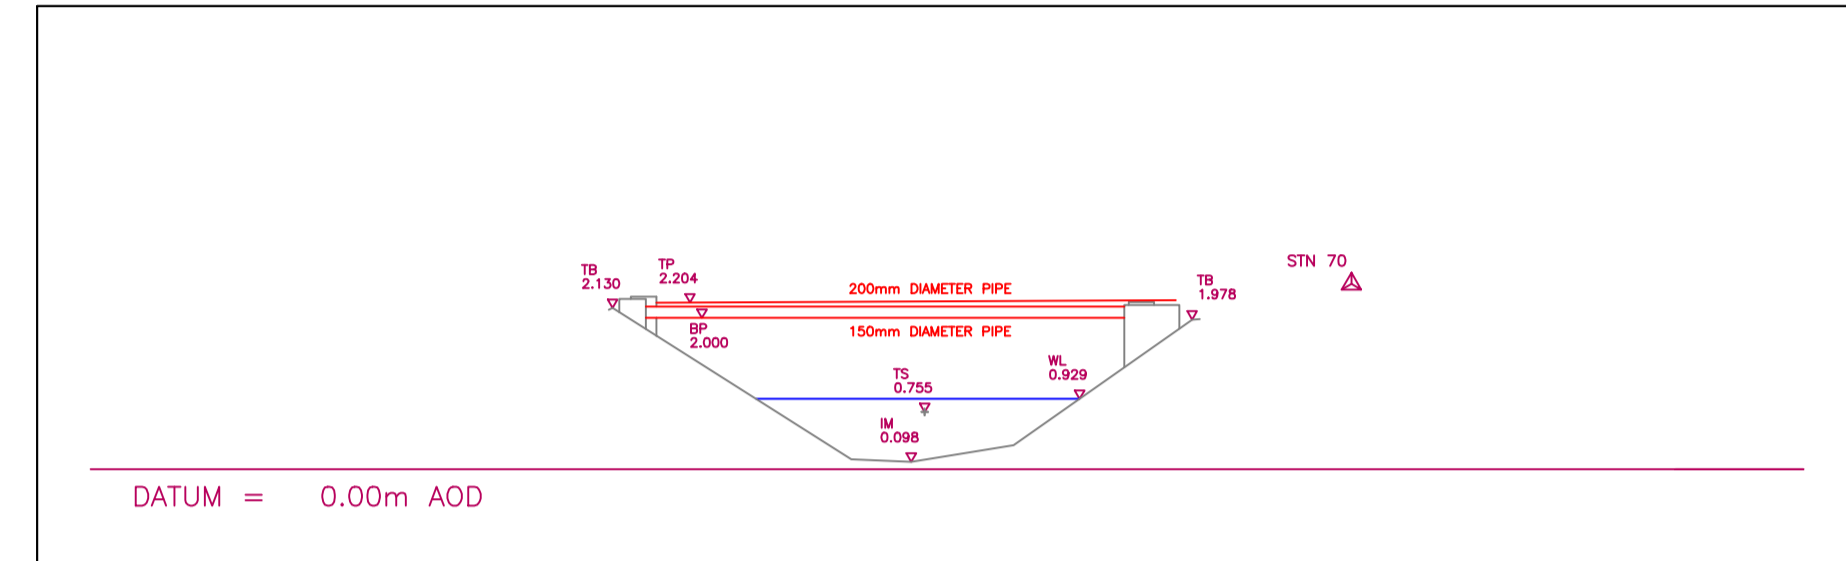 STN 70
TB
2.130
TP
2.204
200mm DIAMETER PIPE
TB
1.978
BP
2.000
150mm DIAMETER PIPE
WL
0.929
TS
0.755
IM
0.098
DATUM = 0.00m AOD